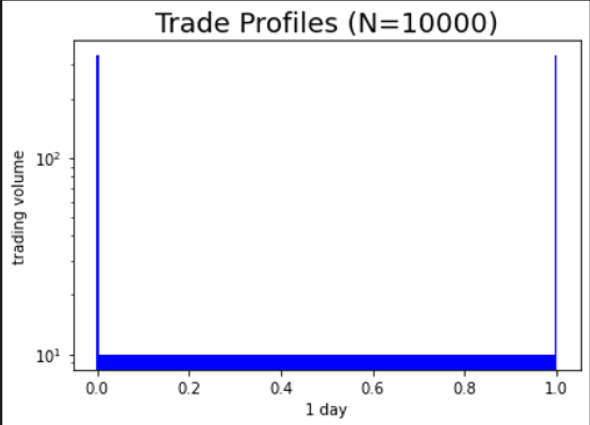 Trade Profiles (N=10000)
trading volume
10²
10¹
0.0 0.2 0.4 0.6 0.8 1.0
1 day